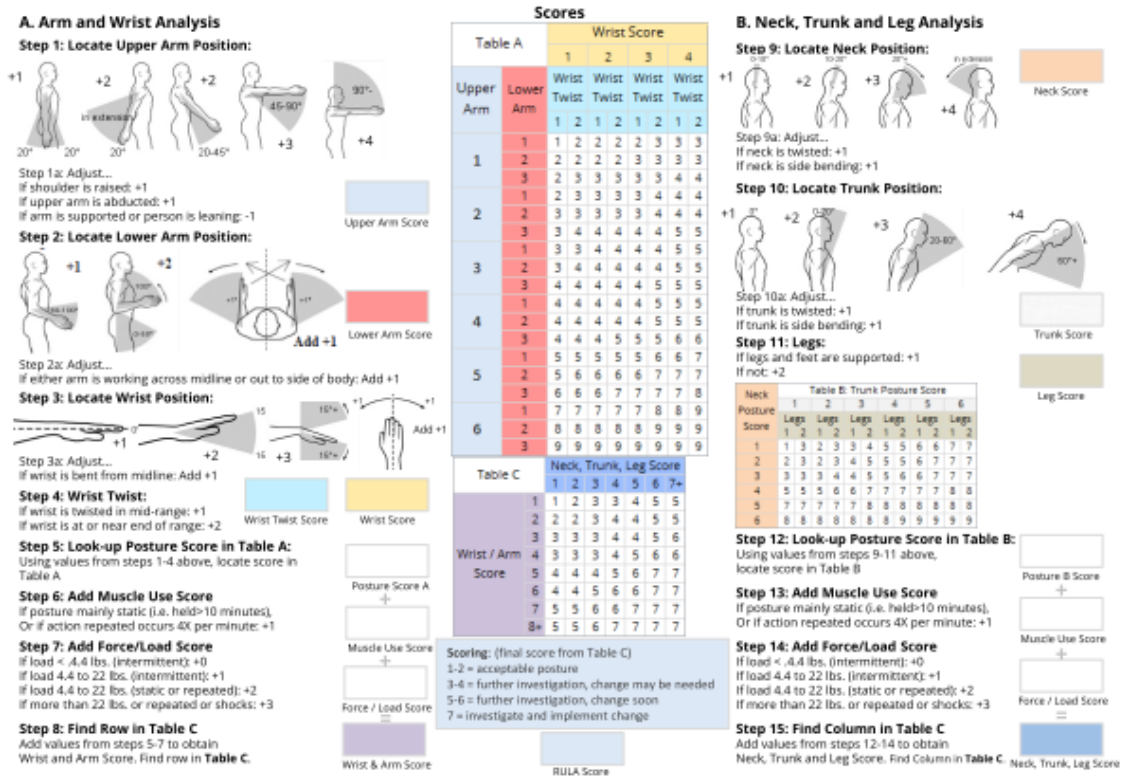 A. Arm and Wrist Analysis
Step 1: Locate Upper Arm Position:
+1
+2
+2
in extension
45-90°
90°-
20°
20°
20°
20-45°
+3
+4
Step 1a: Adjust...
If shoulder is raised: +1
If upper arm is abducted: +1
If arm is supported or person is leaning: -1
Upper Arm Score
Step 2: Locate Lower Arm Position:
+1
+2
+1°
+1°
Add +1
Lower Arm Score
Step 2a: Adjust...
If either arm is working across midline or out to side of body: Add +1
Step 3: Locate Wrist Position:
0°
+1
15
15
+2
15°+
15°+
+3
+1
+1
Add +1
Step 3a: Adjust...
If wrist is bent from midline: Add +1
Step 4: Wrist Twist:
If wrist is twisted in mid-range: +1
If wrist is at or near end of range: +2
Wrist Twist Score
Wrist Score
Step 5: Look-up Posture Score in Table A:
Using values from steps 1-4 above, locate score in
Table A
Posture Score A
+
Step 6: Add Muscle Use Score
If posture mainly static (i.e. held>10 minutes),
Or if action repeated occurs 4X per minute: +1
Muscle Use Score
+
Step 7: Add Force/Load Score
If load < .4.4 lbs. (intermittent): +0
If load 4.4 to 22 lbs. (intermittent): +1
If load 4.4 to 22 lbs. (static or repeated): +2
If more than 22 lbs. or repeated or shocks: +3
Force / Load Score
=
Step 8: Find Row in Table C
Add values from steps 5-7 to obtain
Wrist and Arm Score. Find row in Table C.
Wrist & Arm Score
Scores
Table A
Wrist Score
1 2 3 4
Upper Arm
Lower Arm
Wrist Twist Wrist Twist Wrist Twist Wrist Twist
1 2 1 2 1 2 1 2
1
1 1 2 2 2 2 3 3 3
2 2 2 2 2 3 3 3 3
3 2 3 3 3 3 3 4 4
2
1 2 3 3 3 3 4 4 4
2 3 3 3 3 3 4 4 4
3 3 4 4 4 4 4 5 5
3
1 3 3 4 4 4 4 5 5
2 3 4 4 4 4 4 5 5
3 4 4 4 4 4 5 5 5
4
1 4 4 4 4 4 5 5 5
2 4 4 4 4 4 5 5 5
3 4 4 4 5 5 5 6 6
5
1 5 5 5 5 5 6 6 7
2 5 6 6 6 6 7 7 7
3 6 6 6 7 7 7 7 8
6
1 7 7 7 7 7 8 8 9
2 8 8 8 8 8 9 9 9
3 9 9 9 9 9 9 9 9
Table C
Neck, Trunk, Leg Score
1 2 3 4 5 6 7+
Wrist / Arm Score
1 1 2 3 3 4 5 5
2 2 2 3 4 4 5 5
3 3 3 3 4 4 5 6
4 3 3 3 4 5 6 6
5 4 4 4 5 6 7 7
6 4 4 5 6 6 7 7
7 5 5 6 6 7 7 7
8+ 5 5 6 7 7 7 7
Scoring: (final score from Table C)
1-2 = acceptable posture
3-4 = further investigation, change may be needed
5-6 = further investigation, change soon
7 = investigate and implement change
RULA Score
B. Neck, Trunk and Leg Analysis
Step 9: Locate Neck Position:
0-10°
10-20°
20°+
in extension
+1
+2
+3
+4
Neck Score
Step 9a: Adjust...
If neck is twisted: +1
If neck is side bending: +1
Step 10: Locate Trunk Position:
+1
0°
+2
0-20°
+3
20-60°
+4
60°+
Step 10a: Adjust...
If trunk is twisted: +1
If trunk is side bending: +1
Trunk Score
Step 11: Legs:
If legs and feet are supported: +1
If not: +2
Leg Score
Neck Posture Score
Table B: Trunk Posture Score
1 2 3 4 5 6
Legs Legs Legs Legs Legs Legs
1 2 1 2 1 2 1 2 1 2 1 2
1 1 3 2 3 3 4 5 5 6 6 7 7
2 2 3 2 3 4 5 5 5 6 7 7 7
3 3 3 3 4 4 5 5 6 6 7 7 7
4 5 5 5 6 6 7 7 7 7 7 8 8
5 7 7 7 7 7 8 8 8 8 8 8 8
6 8 8 8 8 8 8 8 9 9 9 9 9
Step 12: Look-up Posture Score in Table B:
Using values from steps 9-11 above,
locate score in Table B
Posture B Score
+
Step 13: Add Muscle Use Score
If posture mainly static (i.e. held>10 minutes),
Or if action repeated occurs 4X per minute: +1
Muscle Use Score
+
Step 14: Add Force/Load Score
If load < .4.4 lbs. (intermittent): +0
If load 4.4 to 22 lbs. (intermittent): +1
If load 4.4 to 22 lbs. (static or repeated): +2
If more than 22 lbs. or repeated or shocks: +3
Force / Load Score
=
Step 15: Find Column in Table C
Add values from steps 12-14 to obtain
Neck, Trunk and Leg Score. Find Column in Table C.
Neck, Trunk, Leg Score